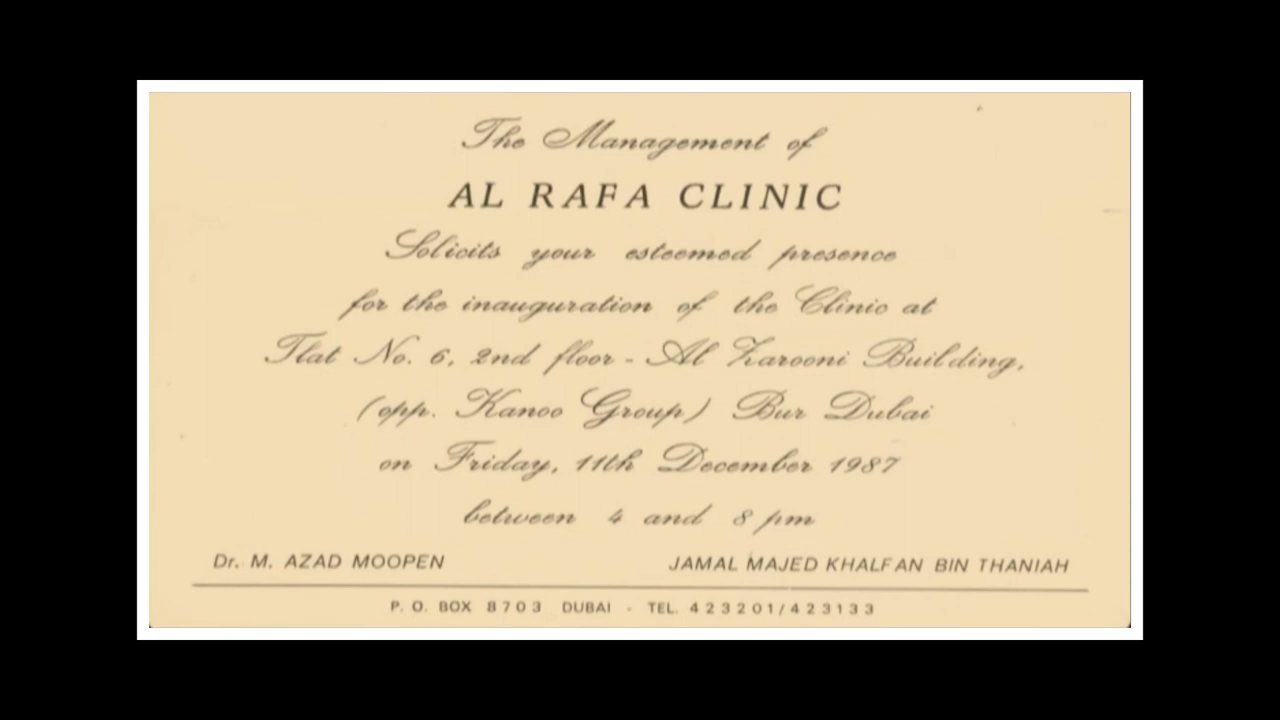 The Management of
AL RAFA CLINIC
Solicits your esteemed presence
for the inauguration of the Clinic at
Flat No. 6, 2nd floor - Al Zarooni Building,
(opp. Kanoo Group) Bur Dubai
on Friday, 11th December 1987
between 4 and 8 pm
Dr. M. AZAD MOOPEN JAMAL MAJED KHALFAN BIN THANIAH
P. O. BOX 8703 DUBAI - TEL. 423201/423133